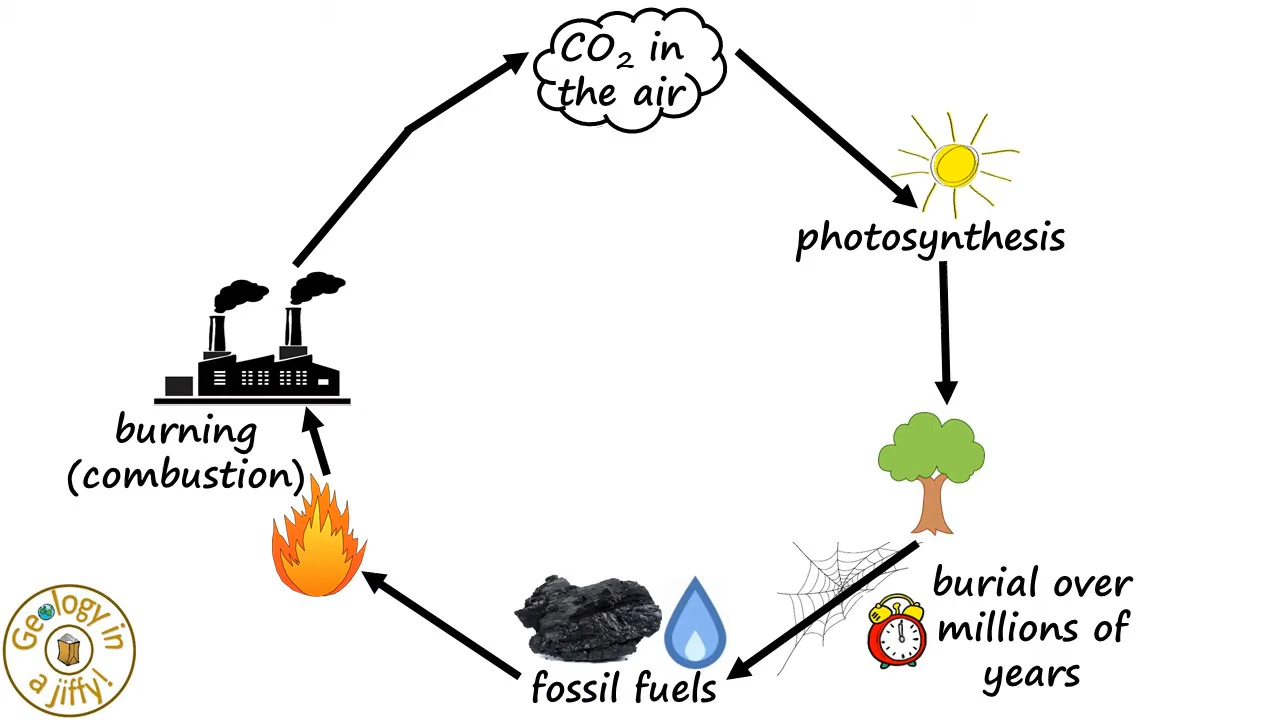 CO₂ in
the air
photosynthesis
burial over
millions of
years
fossil fuels
burning
(combustion)
Geology in
a jiffy!